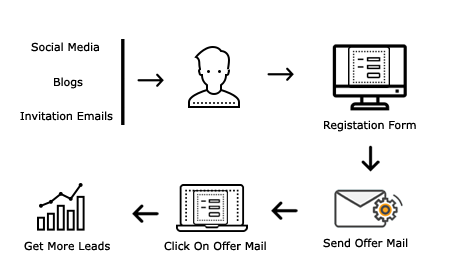 Social Media
Blogs
Invitation Emails
Registation Form
Send Offer Mail
Click On Offer Mail
Get More Leads